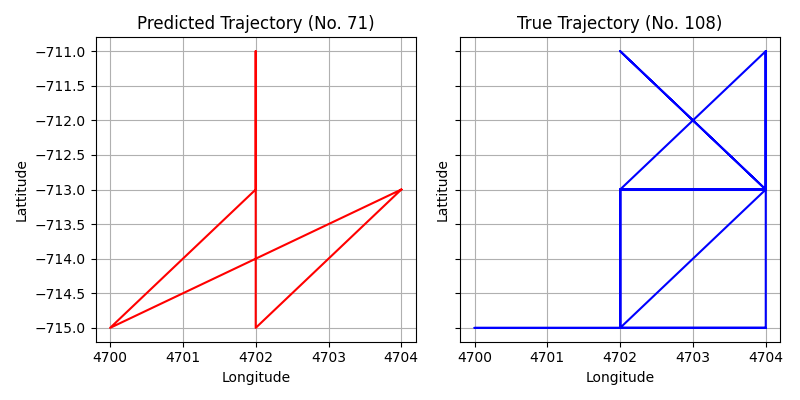 Predicted Trajectory (No. 71)
True Trajectory (No. 108)
−711.0
−711.5
−712.0
−712.5
−713.0
−713.5
−714.0
−714.5
−715.0
Lattitude
Lattitude
4700 4701 4702 4703 4704
4700 4701 4702 4703 4704
Longitude
Longitude